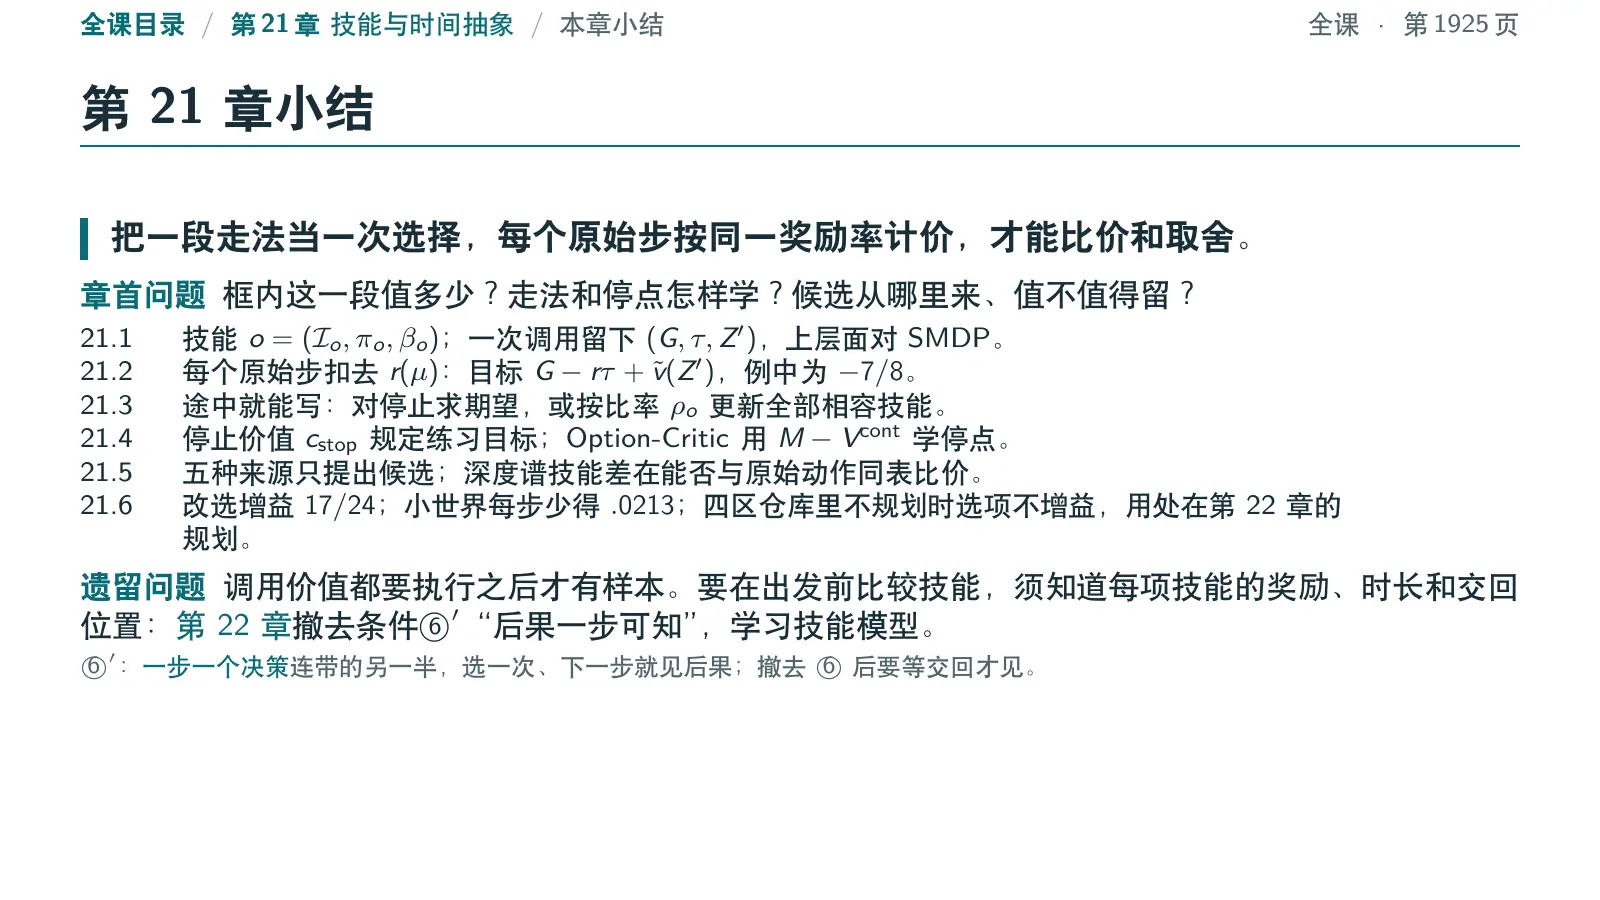 全课目录 / 第 21 章 技能与时间抽象 / 本章小结
全课 · 第 1925 页
第 21 章小结
把一段走法当一次选择，每个原始步按同一奖励率计价，才能比价和取舍。
章首问题 框内这一段值多少？走法和停点怎样学？候选从哪里来、值不值得留？
21.1 技能 o = (ℐₒ, πₒ, βₒ)；一次调用留下 (G, τ, Z′)，上层面对 SMDP。
21.2 每个原始步扣去 r(μ)：目标 G − rτ + ṽ(Z′)，例中为 −7/8。
21.3 途中就能写：对停止求期望，或按比率 ρₒ 更新全部相容技能。
21.4 停止价值 c_stop 规定练习目标；Option-Critic 用 M − V^cont 学停点。
21.5 五种来源只提出候选；深度谱技能差在能否与原始动作同表比价。
21.6 改选增益 17/24；小世界每步少得 .0213；四区仓库里不规划时选项不增益，用处在第 22 章的
规划。
遗留问题 调用价值都要执行之后才有样本。要在出发前比较技能，须知道每项技能的奖励、时长和交回
位置：第 22 章撤去条件⑥′ “后果一步可知”，学习技能模型。
⑥′：一步一个决策连带的另一半，选一次、下一步就见后果；撤去 ⑥ 后要等交回才见。